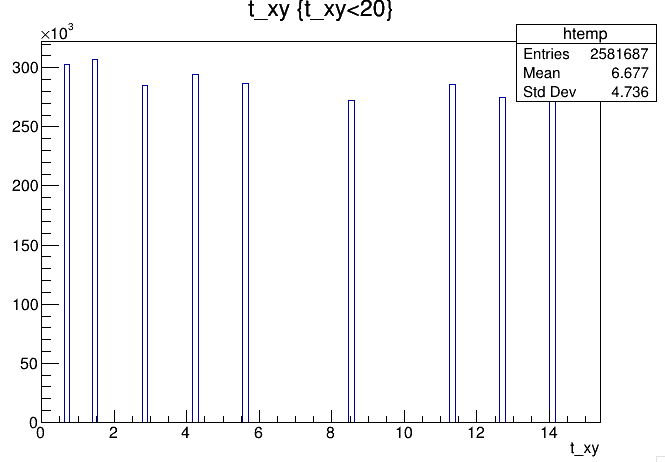 t_xy {t_xy<20}
×10³
htemp
Entries 2581687
Mean 6.677
Std Dev 4.736
300
250
200
150
100
50
0
0 2 4 6 8 10 12 14
t_xy